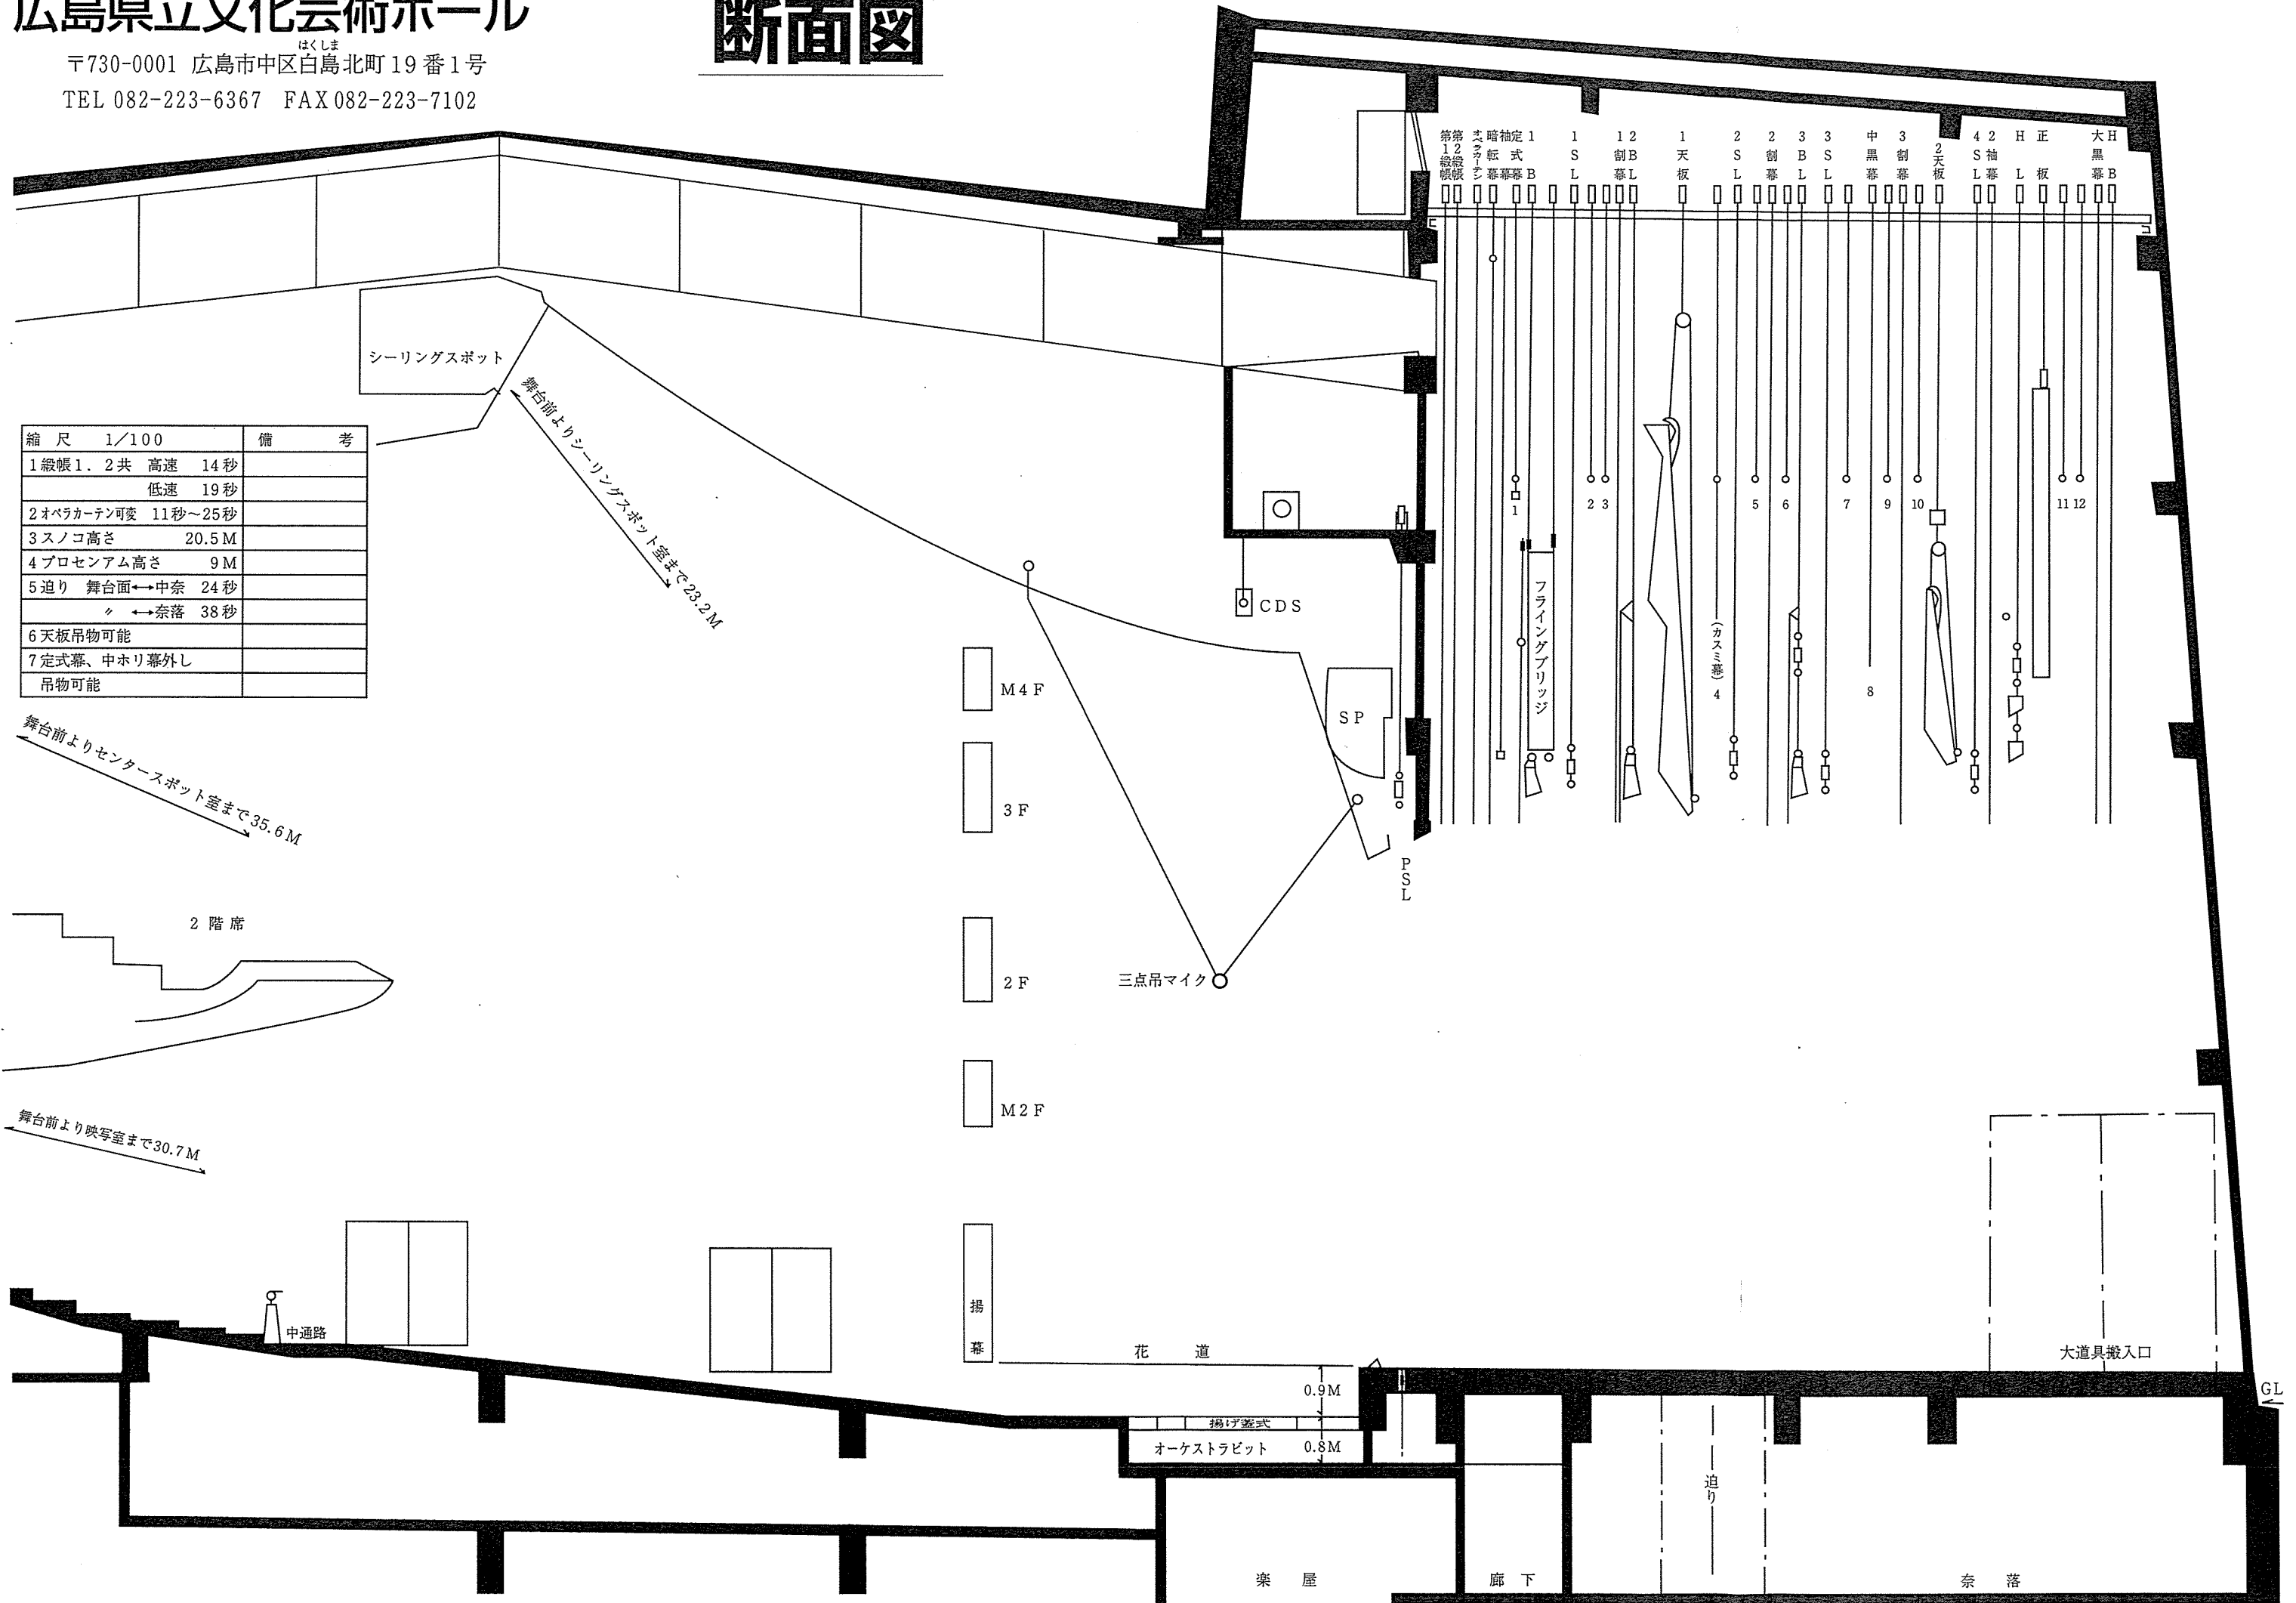 広島県立文化芸術ホール
はくしま
〒730-0001 広島市中区白島北町19番1号
TEL 082-223-6367 FAX 082-223-7102
断面図
第1緞帳
第2緞帳
オペラカーテン
暗転幕
袖幕
定式幕
1B
1SL
1割幕
2BL
1天板
2SL
2割幕
3BL
3SL
中黒幕
3割幕
2天板
4SL
2袖幕
HL
正板
大黒幕
HB
シーリングスポット
舞台前よりシーリングスポット室まで23.2M
縮尺 1/100 備考
1緞帳1.2共 高速 14秒
低速 19秒
2オペラカーテン可変 11秒〜25秒
3スノコ高さ 20.5M
4プロセンアム高さ 9M
5迫り 舞台面←→中奈 24秒
〃 ←→奈落 38秒
6天板吊物可能
7定式幕、中ホリ幕外し
吊物可能
1
2
3
5
6
7
9
10
11
12
フライングブリッジ
(カスミ幕)4
8
CDS
M4F
SP
舞台前よりセンタースポット室まで35.6M
3F
PSL
2階席
2F
三点吊マイク
M2F
舞台前より映写室まで30.7M
揚幕
中通路
花道
大道具搬入口
0.9M
GL
揚げ蓋式
オーケストラピット
0.8M
迫り
楽屋
廊下
奈落